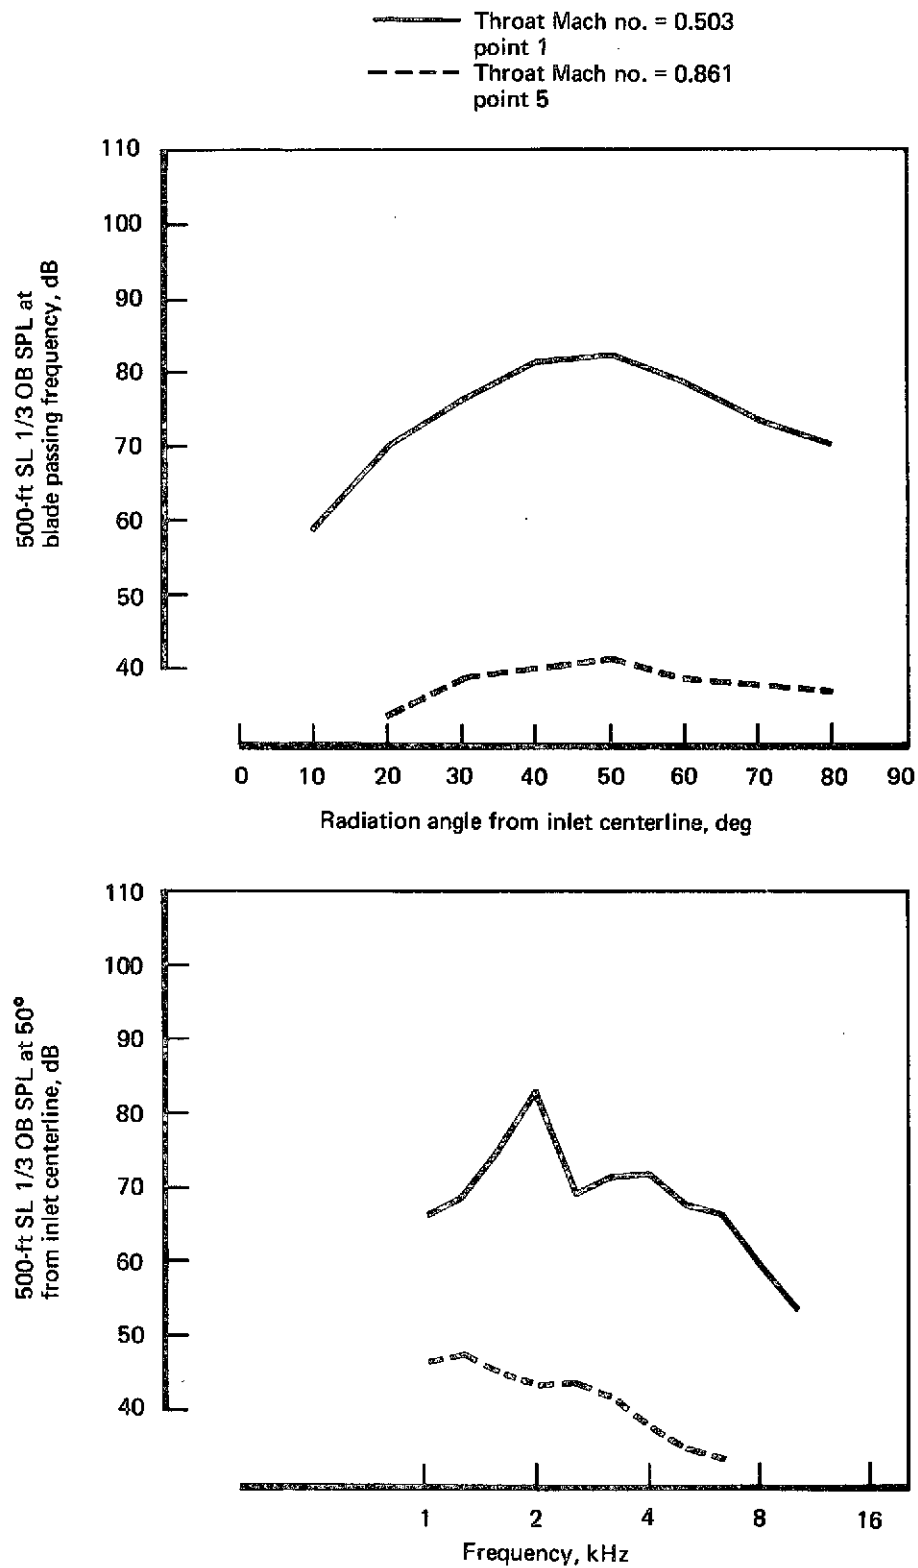 Throat Mach no. = 0.503
point 1
Throat Mach no. = 0.861
point 5
110
100
90
80
70
60
50
40
500-ft SL 1/3 OB SPL at
blade passing frequency, dB
0 10 20 30 40 50 60 70 80 90
Radiation angle from inlet centerline, deg
110
100
90
80
70
60
50
40
500-ft SL 1/3 OB SPL at 50°
from inlet centerline, dB
1 2 4 8 16
Frequency, kHz